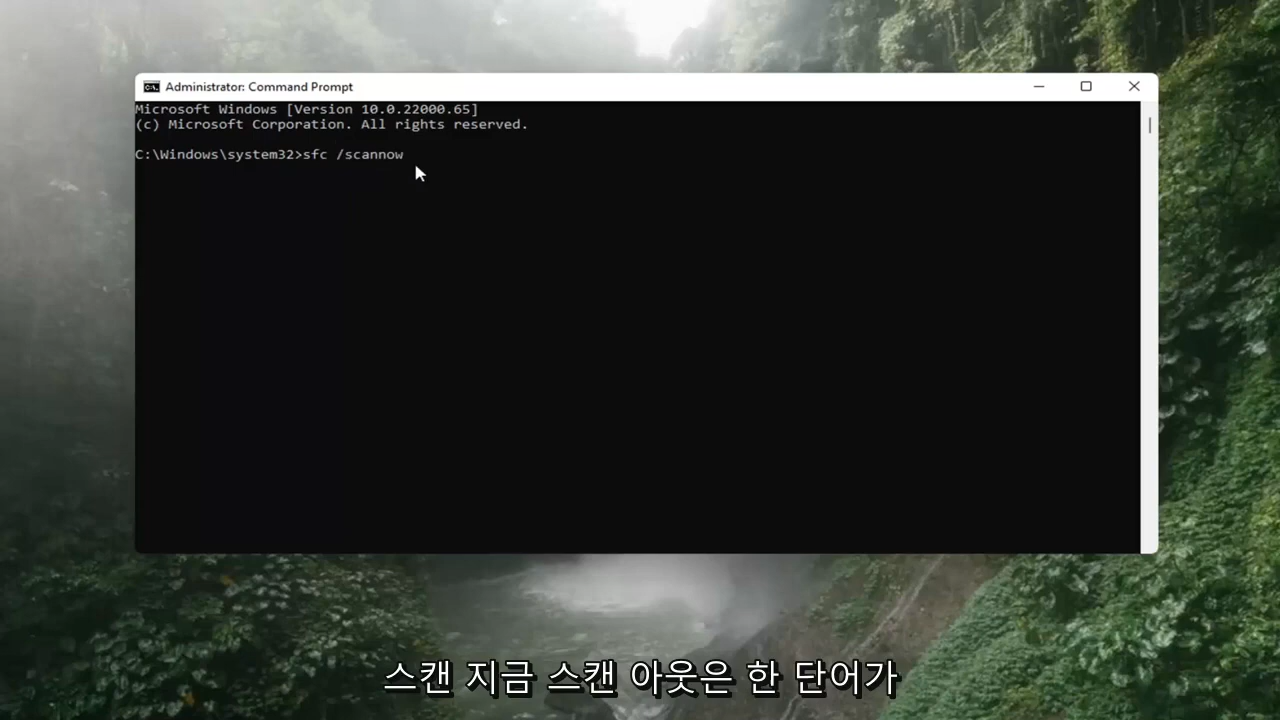 Administrator: Command Prompt
Microsoft Windows [Version 10.0.22000.65]
(c) Microsoft Corporation. All rights reserved.
C:\Windows\system32>sfc /scannow
스캔 지금 스캔 아웃은 한 단어가